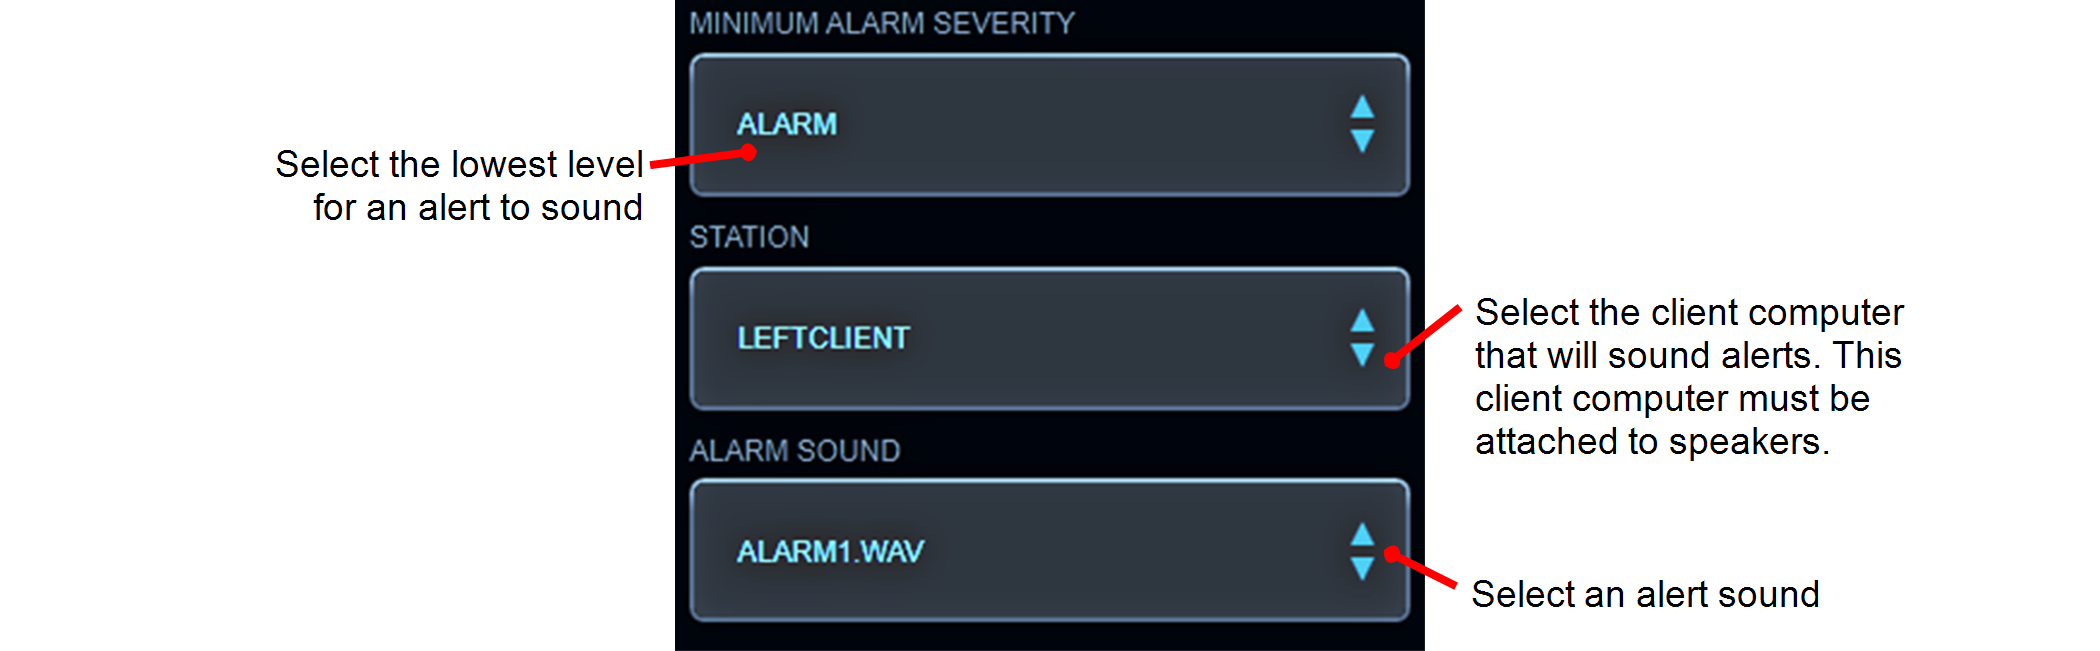 MINIMUM ALARM SEVERITY
ALARM
Select the lowest level
for an alert to sound
STATION
LEFTCLIENT
Select the client computer
that will sound alerts. This
client computer must be
attached to speakers.
ALARM SOUND
ALARM1.WAV
Select an alert sound